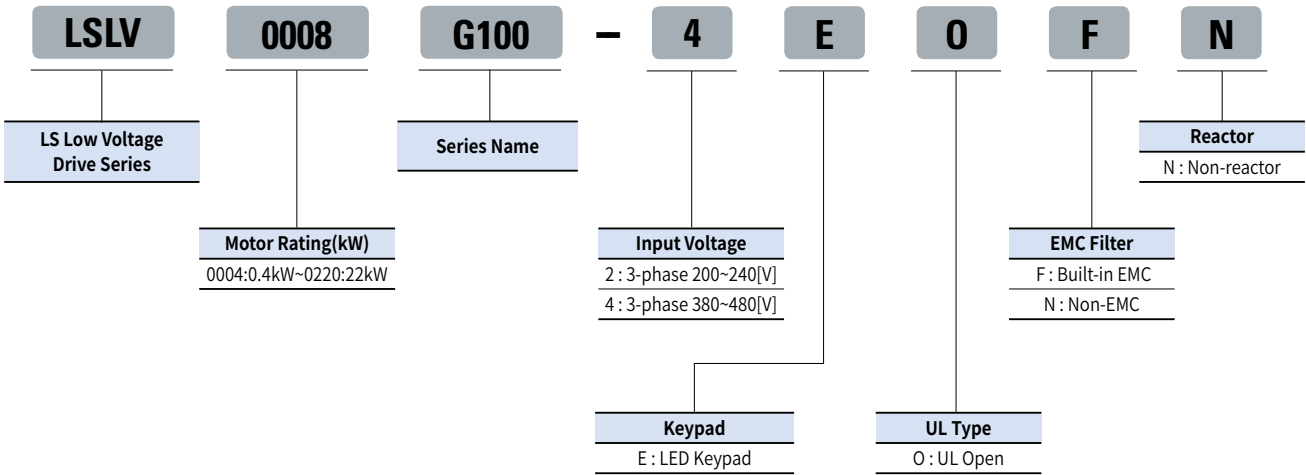 LSLV 0008 G100 – 4 E O F N
LS Low Voltage
Drive Series
Series Name
Reactor
N : Non-reactor
Motor Rating(kW)
0004:0.4kW~0220:22kW
Input Voltage
2 : 3-phase 200~240[V]
4 : 3-phase 380~480[V]
EMC Filter
F : Built-in EMC
N : Non-EMC
Keypad
E : LED Keypad
UL Type
O : UL Open